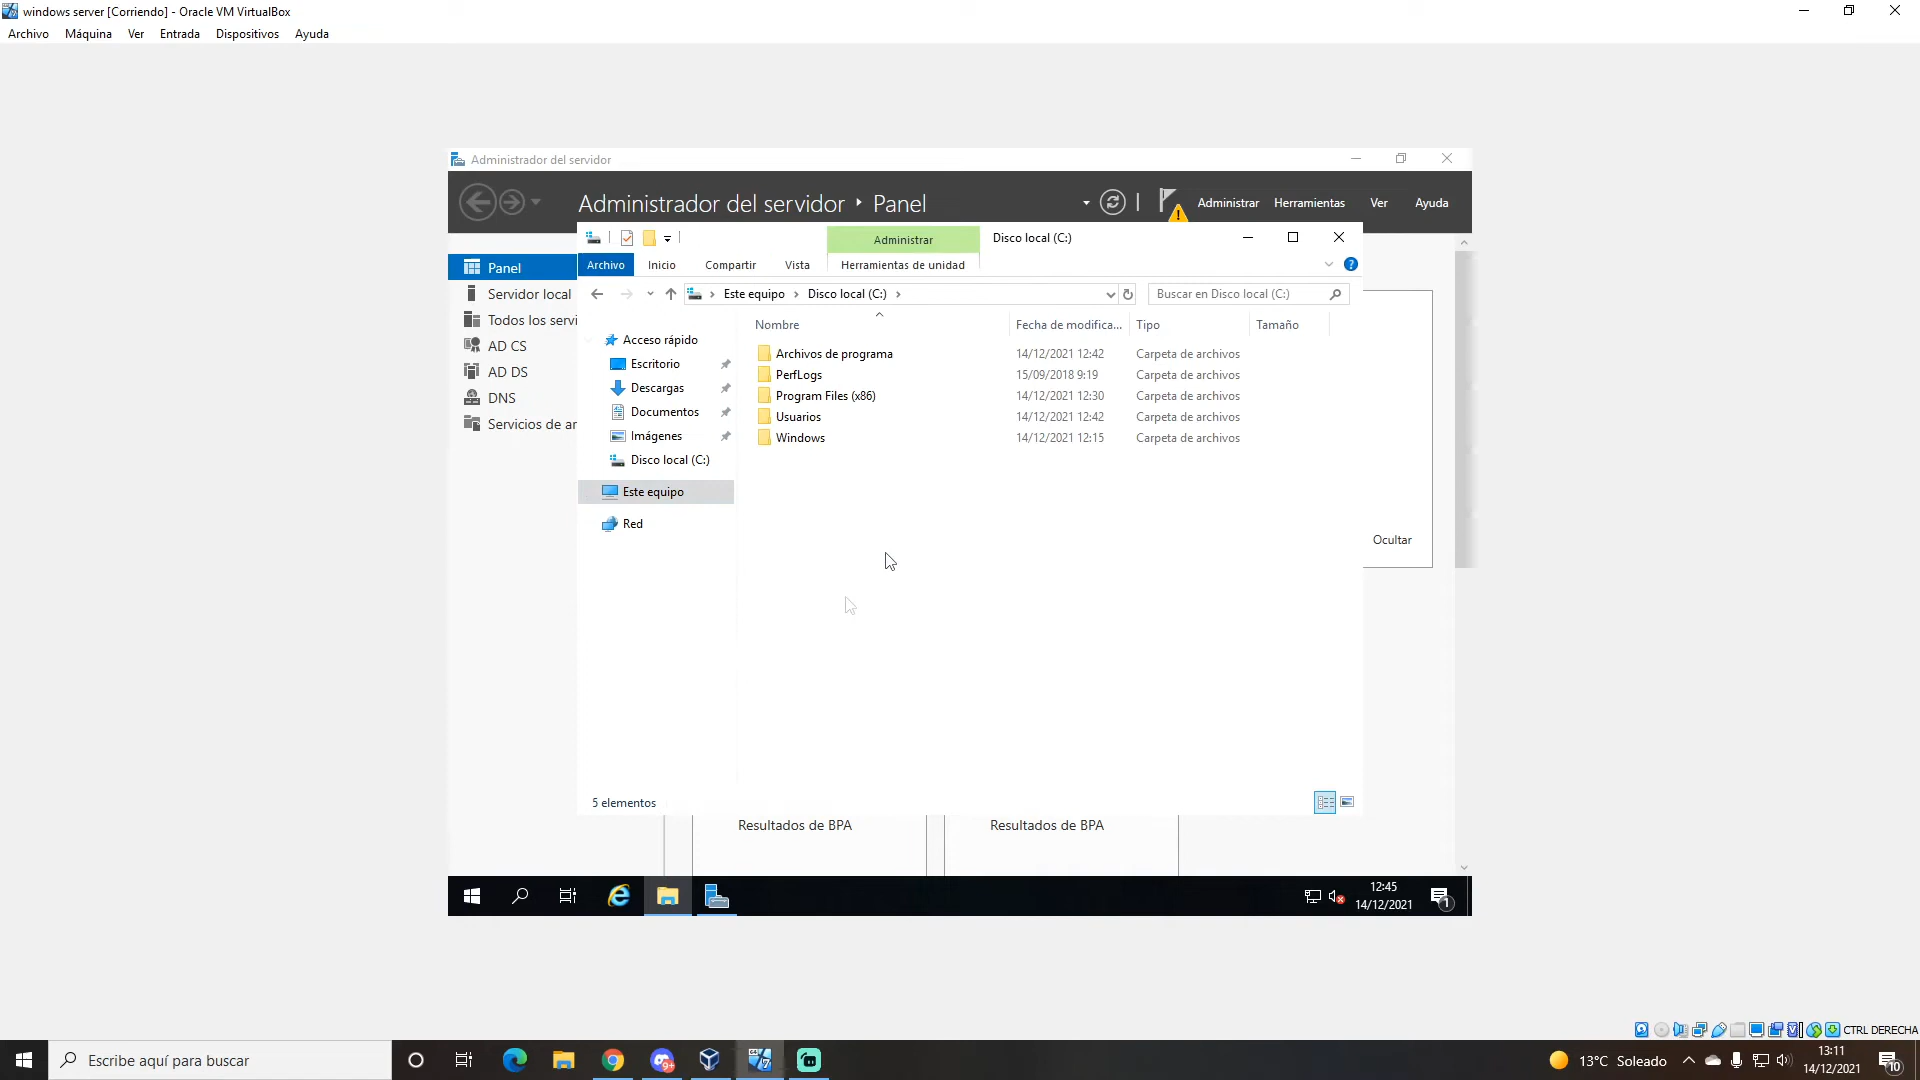 windows server [Corriendo] - Oracle VM VirtualBox
Archivo Máquina Ver Entrada Dispositivos Ayuda
Administrador del servidor
Administrador del servidor Panel
Administrar Herramientas Ver Ayuda
Administrar Disco local (C:)
Archivo Inicio Compartir Vista Herramientas de unidad
Este equipo Disco local (C:)
Buscar en Disco local (C:)
Panel
Servidor local
Todos los servi
AD CS
AD DS
DNS
Servicios de ar
Acceso rápido
Escritorio
Descargas
Documentos
Imágenes
Disco local (C:)
Este equipo
Red
Nombre Fecha de modifica... Tipo Tamaño
Archivos de programa 14/12/2021 12:42 Carpeta de archivos
PerfLogs 15/09/2018 9:19 Carpeta de archivos
Program Files (x86) 14/12/2021 12:30 Carpeta de archivos
Usuarios 14/12/2021 12:42 Carpeta de archivos
Windows 14/12/2021 12:15 Carpeta de archivos
Ocultar
5 elementos
Resultados de BPA Resultados de BPA
12:45
14/12/2021
1
CTRL DERECHA
Escribe aquí para buscar
9+
13°C Soleado
13:11
14/12/2021
10